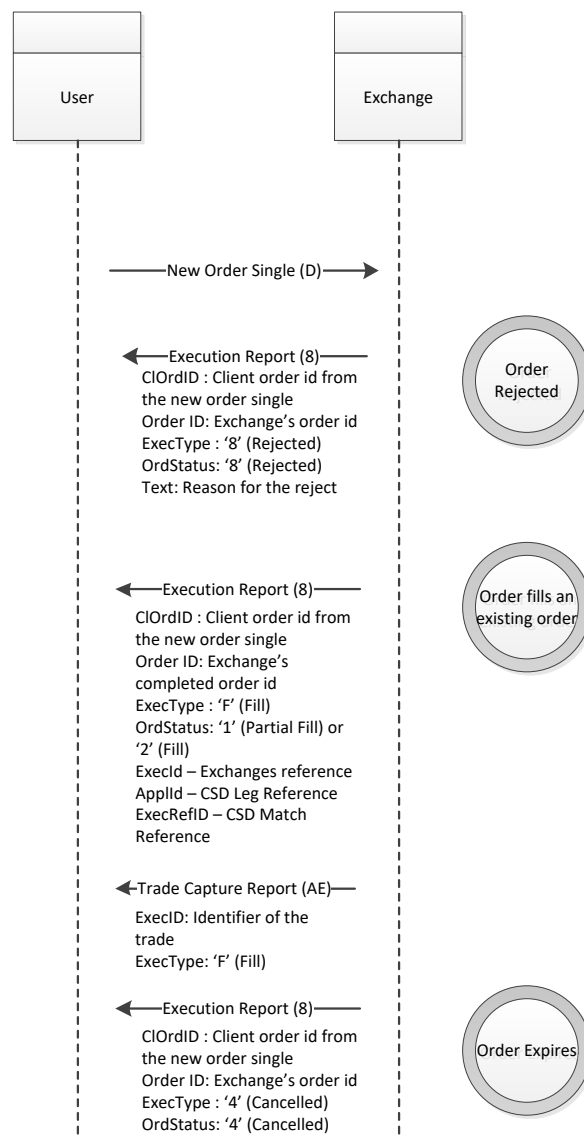 User
Exchange
New Order Single (D)
Execution Report (8)
ClOrdID : Client order id from
the new order single
Order ID: Exchange's order id
ExecType : ‘8’ (Rejected)
OrdStatus: ‘8’ (Rejected)
Text: Reason for the reject
Order
Rejected
Execution Report (8)
ClOrdID : Client order id from
the new order single
Order ID: Exchange’s
completed order id
ExecType : ‘F’ (Fill)
OrdStatus: ‘1’ (Partial Fill) or
‘2’ (Fill)
ExecId – Exchanges reference
ApplId – CSD Leg Reference
ExecRefID – CSD Match
Reference
Order fills an
existing order
Trade Capture Report (AE)
ExecID: Identifier of the
trade
ExecType: ‘F’ (Fill)
Execution Report (8)
ClOrdID : Client order id from
the new order single
Order ID: Exchange’s order id
ExecType : ‘4’ (Cancelled)
OrdStatus: ‘4’ (Cancelled)
Order Expires